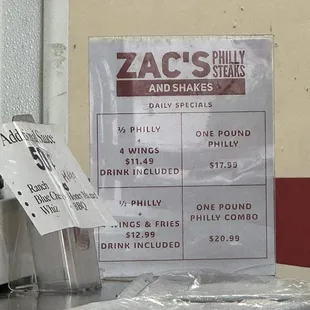 ZAC'S PHILLY STEAKS
AND SHAKES
DAILY SPECIALS
½ PHILLY
+
4 WINGS
$11.49
DRINK INCLUDED
ONE POUND
PHILLY
$17.99
½ PHILLY
+
WINGS & FRIES
$12.99
DRINK INCLUDED
ONE POUND
PHILLY COMBO
$20.99
Sauce
50
Ranch
Blue
Whiz BBQ